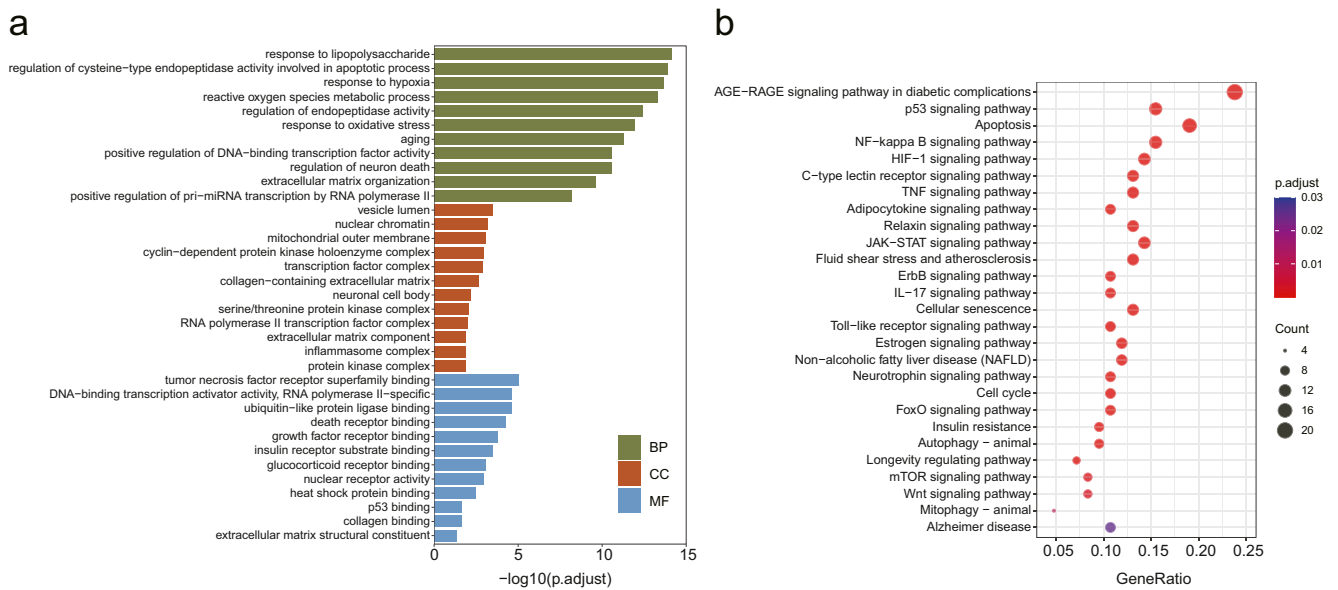 a
response to lipopolysaccharide
regulation of cysteine−type endopeptidase activity involved in apoptotic process
response to hypoxia
reactive oxygen species metabolic process
regulation of endopeptidase activity
response to oxidative stress
aging
positive regulation of DNA−binding transcription factor activity
regulation of neuron death
extracellular matrix organization
positive regulation of pri−miRNA transcription by RNA polymerase II
vesicle lumen
nuclear chromatin
mitochondrial outer membrane
cyclin−dependent protein kinase holoenzyme complex
transcription factor complex
collagen−containing extracellular matrix
neuronal cell body
serine/threonine protein kinase complex
RNA polymerase II transcription factor complex
extracellular matrix component
inflammasome complex
protein kinase complex
tumor necrosis factor receptor superfamily binding
DNA−binding transcription activator activity, RNA polymerase II−specific
ubiquitin−like protein ligase binding
death receptor binding
growth factor receptor binding
insulin receptor substrate binding
glucocorticoid receptor binding
nuclear receptor activity
heat shock protein binding
p53 binding
collagen binding
extracellular matrix structural constituent
0 5 10 15
−log10(p.adjust)
BP
CC
MF
b
AGE−RAGE signaling pathway in diabetic complications
p53 signaling pathway
Apoptosis
NF−kappa B signaling pathway
HIF−1 signaling pathway
C−type lectin receptor signaling pathway
TNF signaling pathway
Adipocytokine signaling pathway
Relaxin signaling pathway
JAK−STAT signaling pathway
Fluid shear stress and atherosclerosis
ErbB signaling pathway
IL−17 signaling pathway
Cellular senescence
Toll−like receptor signaling pathway
Estrogen signaling pathway
Non−alcoholic fatty liver disease (NAFLD)
Neurotrophin signaling pathway
Cell cycle
FoxO signaling pathway
Insulin resistance
Autophagy − animal
Longevity regulating pathway
mTOR signaling pathway
Wnt signaling pathway
Mitophagy − animal
Alzheimer disease
0.05 0.10 0.15 0.20 0.25
GeneRatio
p.adjust
0.03
0.02
0.01
Count
4
8
12
16
20